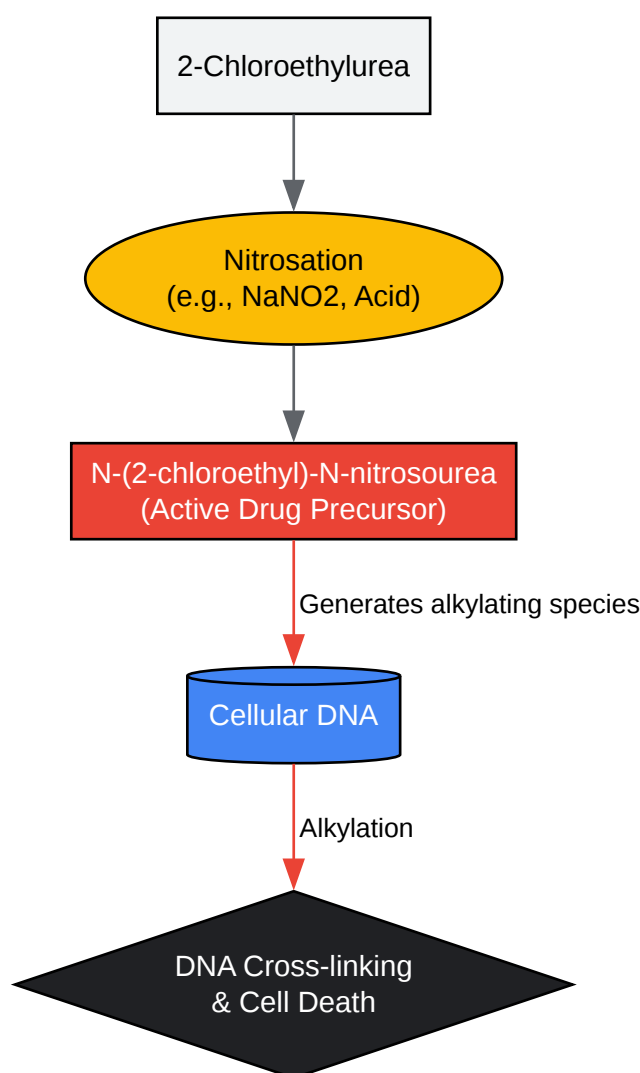 2-Chloroethylurea
Nitrosation
(e.g., NaNO2, Acid)
N-(2-chloroethyl)-N-nitrosourea
(Active Drug Precursor)
Generates alkylating species
Cellular DNA
Alkylation
DNA Cross-linking
& Cell Death